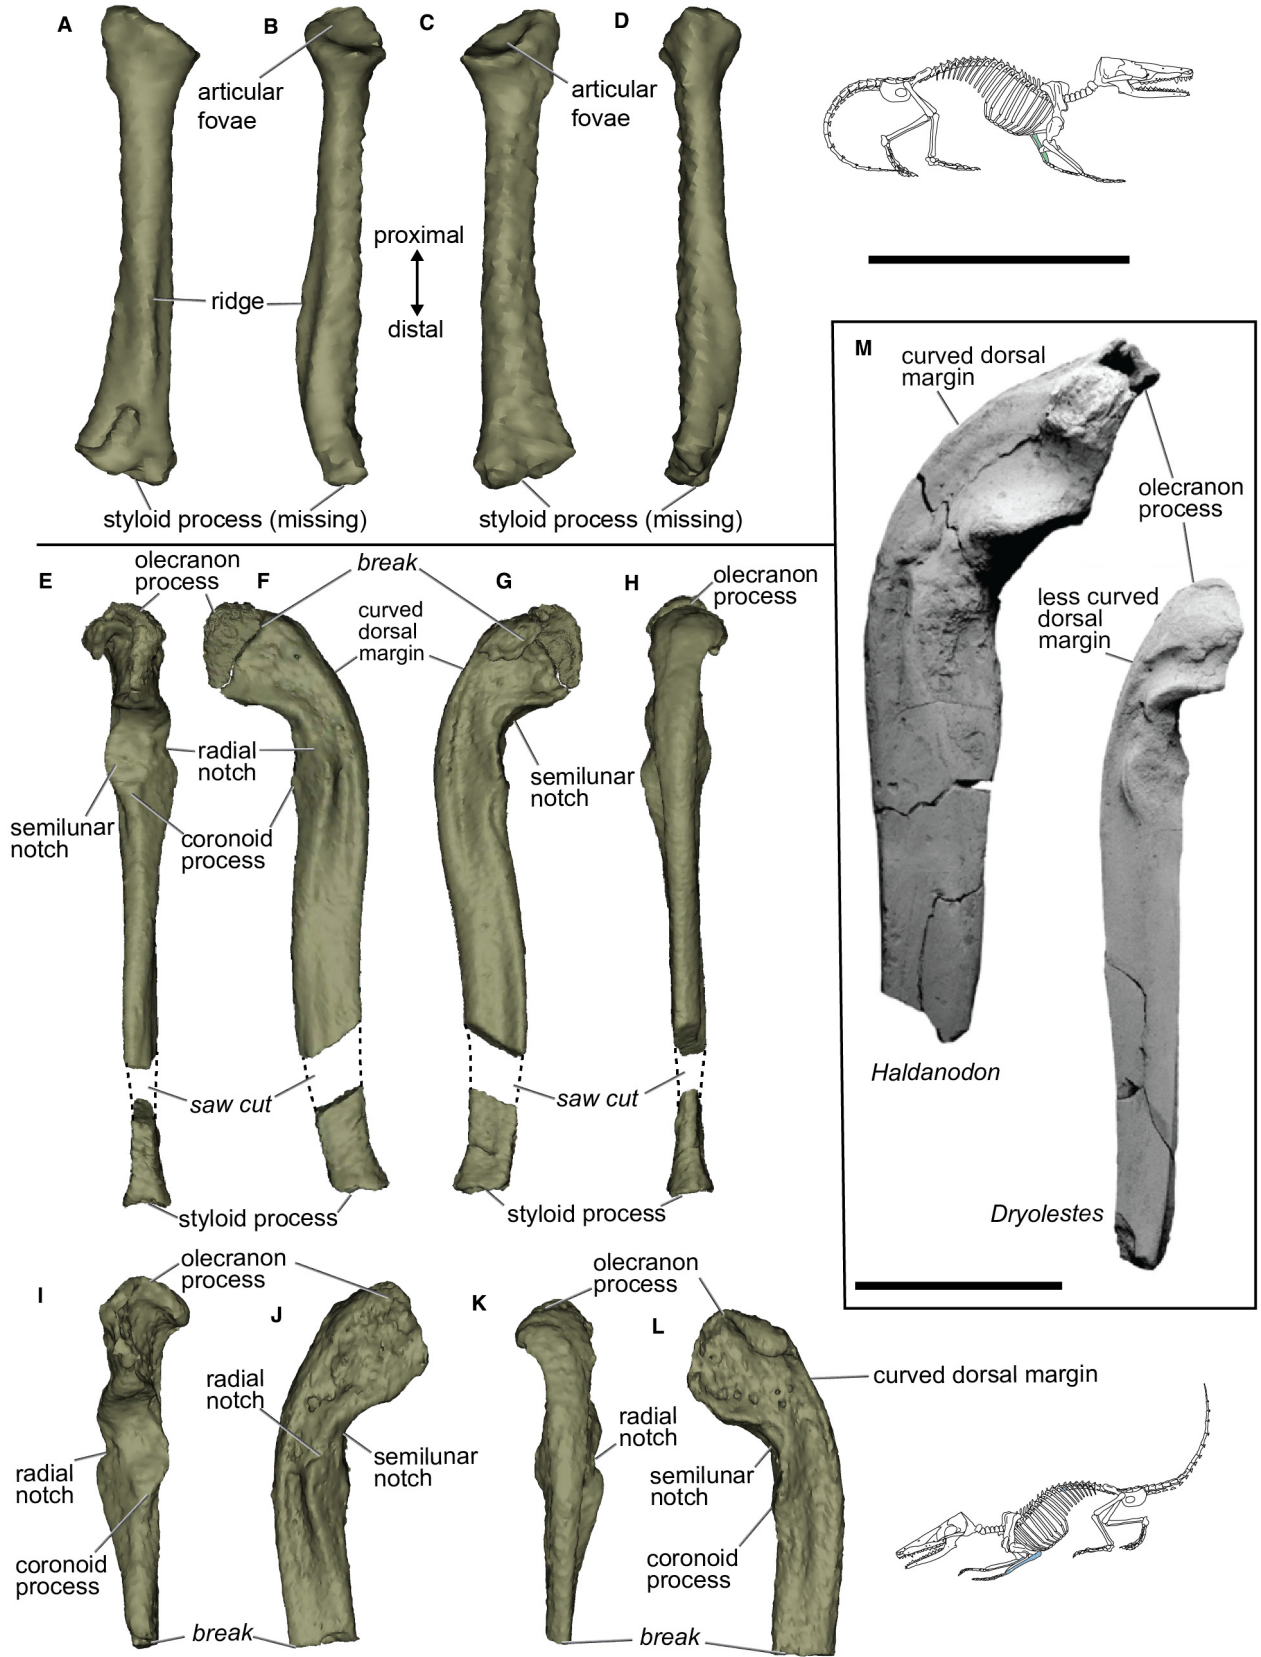 A
B
C
D
articular
fovae
articular
fovae
proximal
distal
ridge
styloid process (missing)
styloid process (missing)
M
curved dorsal
margin
olecranon
process
less curved
dorsal
margin
Haldanodon
Dryolestes
E
olecranon
process
F
break
G
H
olecranon
process
curved
dorsal
margin
radial
notch
semilunar
notch
semilunar
notch
coronoid
process
saw cut
saw cut
styloid process
styloid process
I
olecranon
process
J
K
olecranon
process
L
radial
notch
curved dorsal margin
radial
notch
semilunar
notch
semilunar
notch
radial
notch
coronoid
process
coronoid
process
break
break